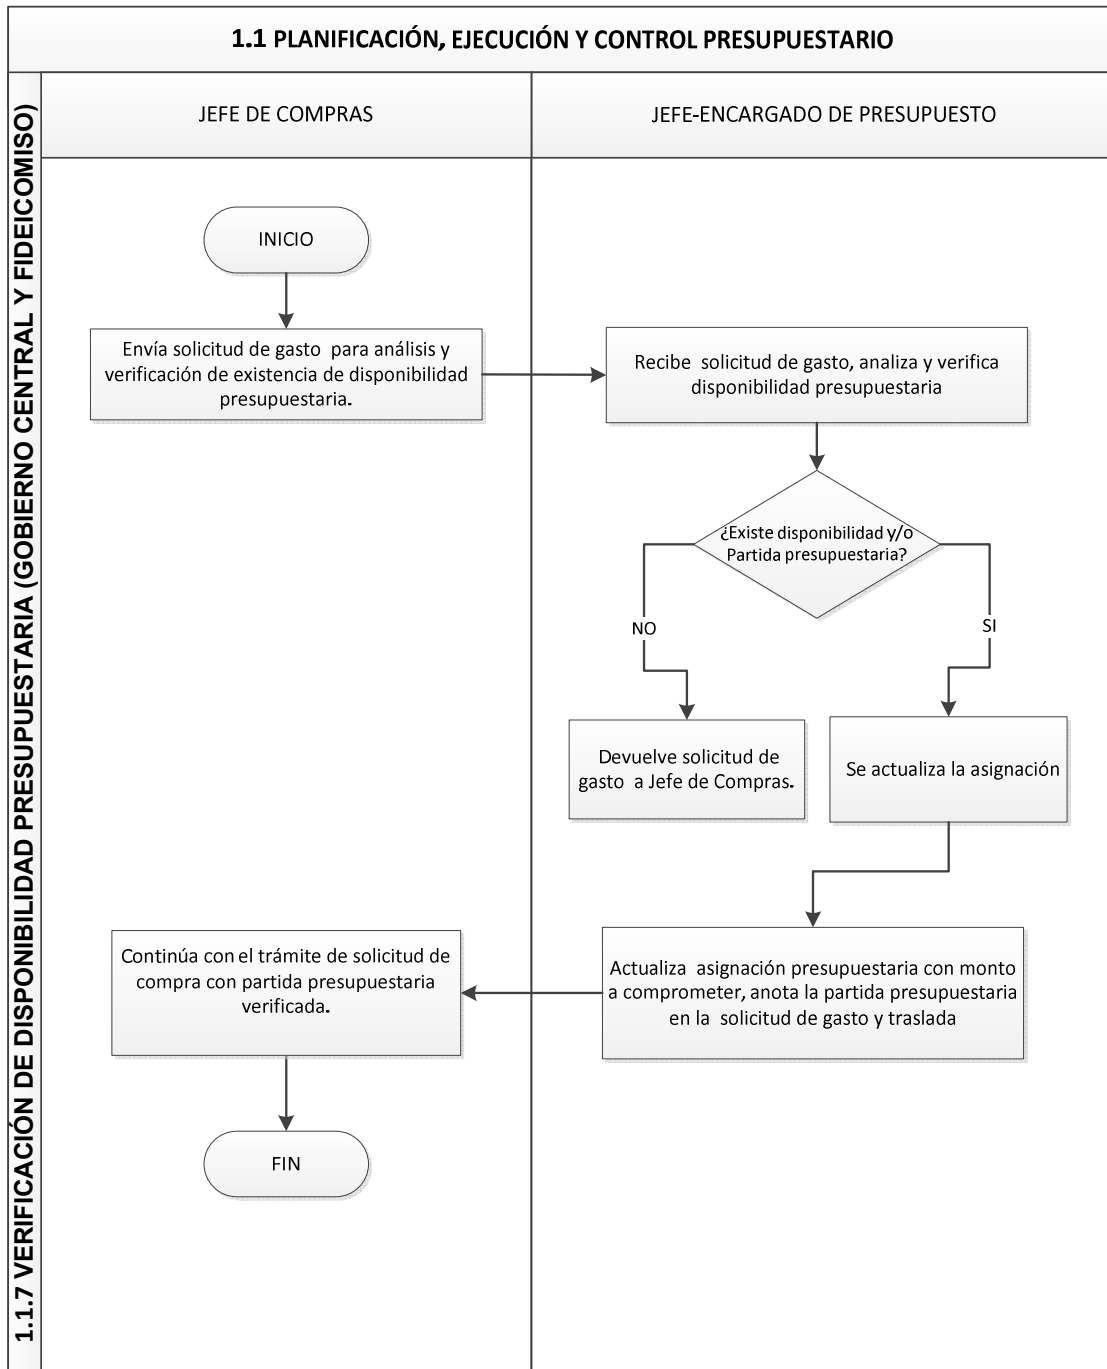 1.1 PLANIFICACIÓN, EJECUCIÓN Y CONTROL PRESUPUESTARIO
1.1.7 VERIFICACIÓN DE DISPONIBILIDAD PRESUPUESTARIA (GOBIERNO CENTRAL Y FIDEICOMISO)
JEFE DE COMPRAS
JEFE-ENCARGADO DE PRESUPUESTO
INICIO
Envía solicitud de gasto para análisis y
verificación de existencia de disponibilidad
presupuestaria.
Recibe solicitud de gasto, analiza y verifica
disponibilidad presupuestaria
¿Existe disponibilidad y/o
Partida presupuestaria?
NO
SI
Devuelve solicitud de
gasto a Jefe de Compras.
Se actualiza la asignación
Actualiza asignación presupuestaria con monto
a comprometer, anota la partida presupuestaria
en la solicitud de gasto y traslada
Continúa con el trámite de solicitud de
compra con partida presupuestaria
verificada.
FIN